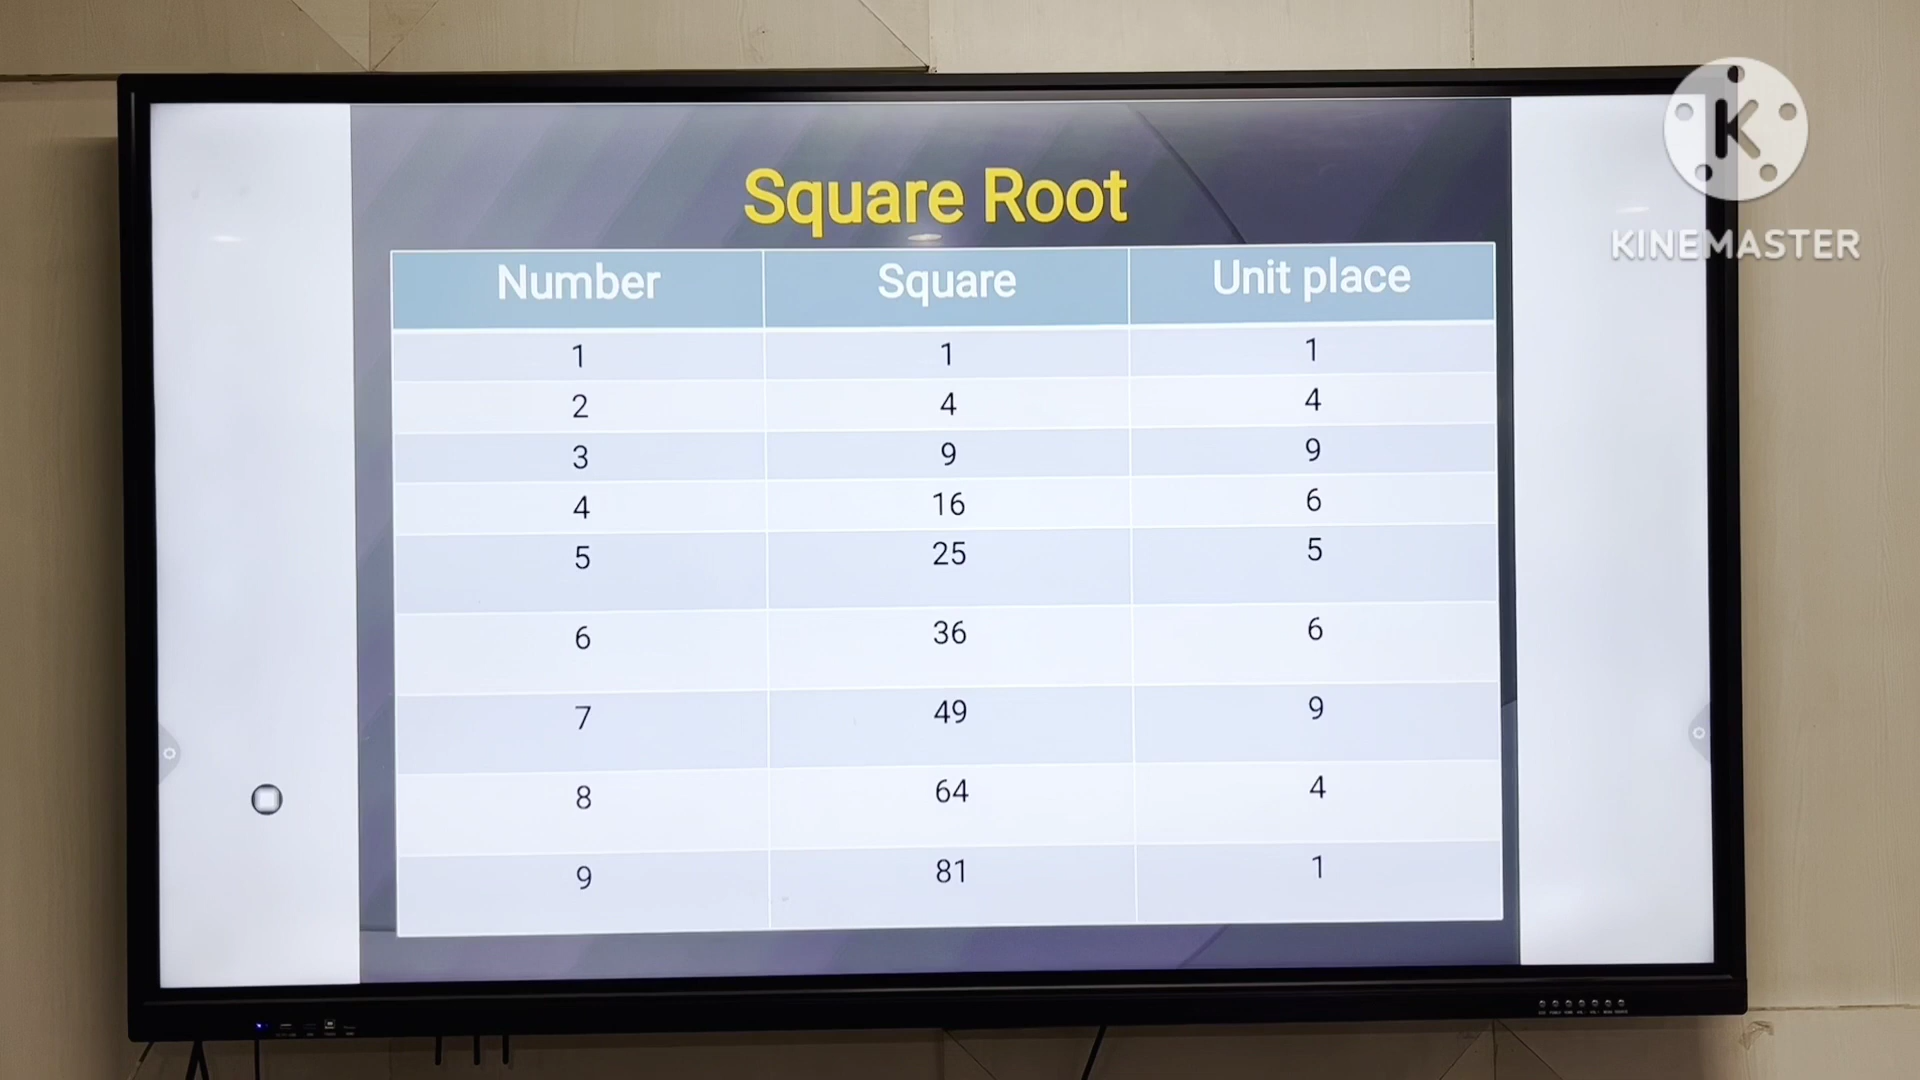 Square Root
Number Square Unit place
1 1 1
2 4 4
3 9 9
4 16 6
5 25 5
6 36 6
7 49 9
8 64 4
9 81 1
K
KINEMASTER